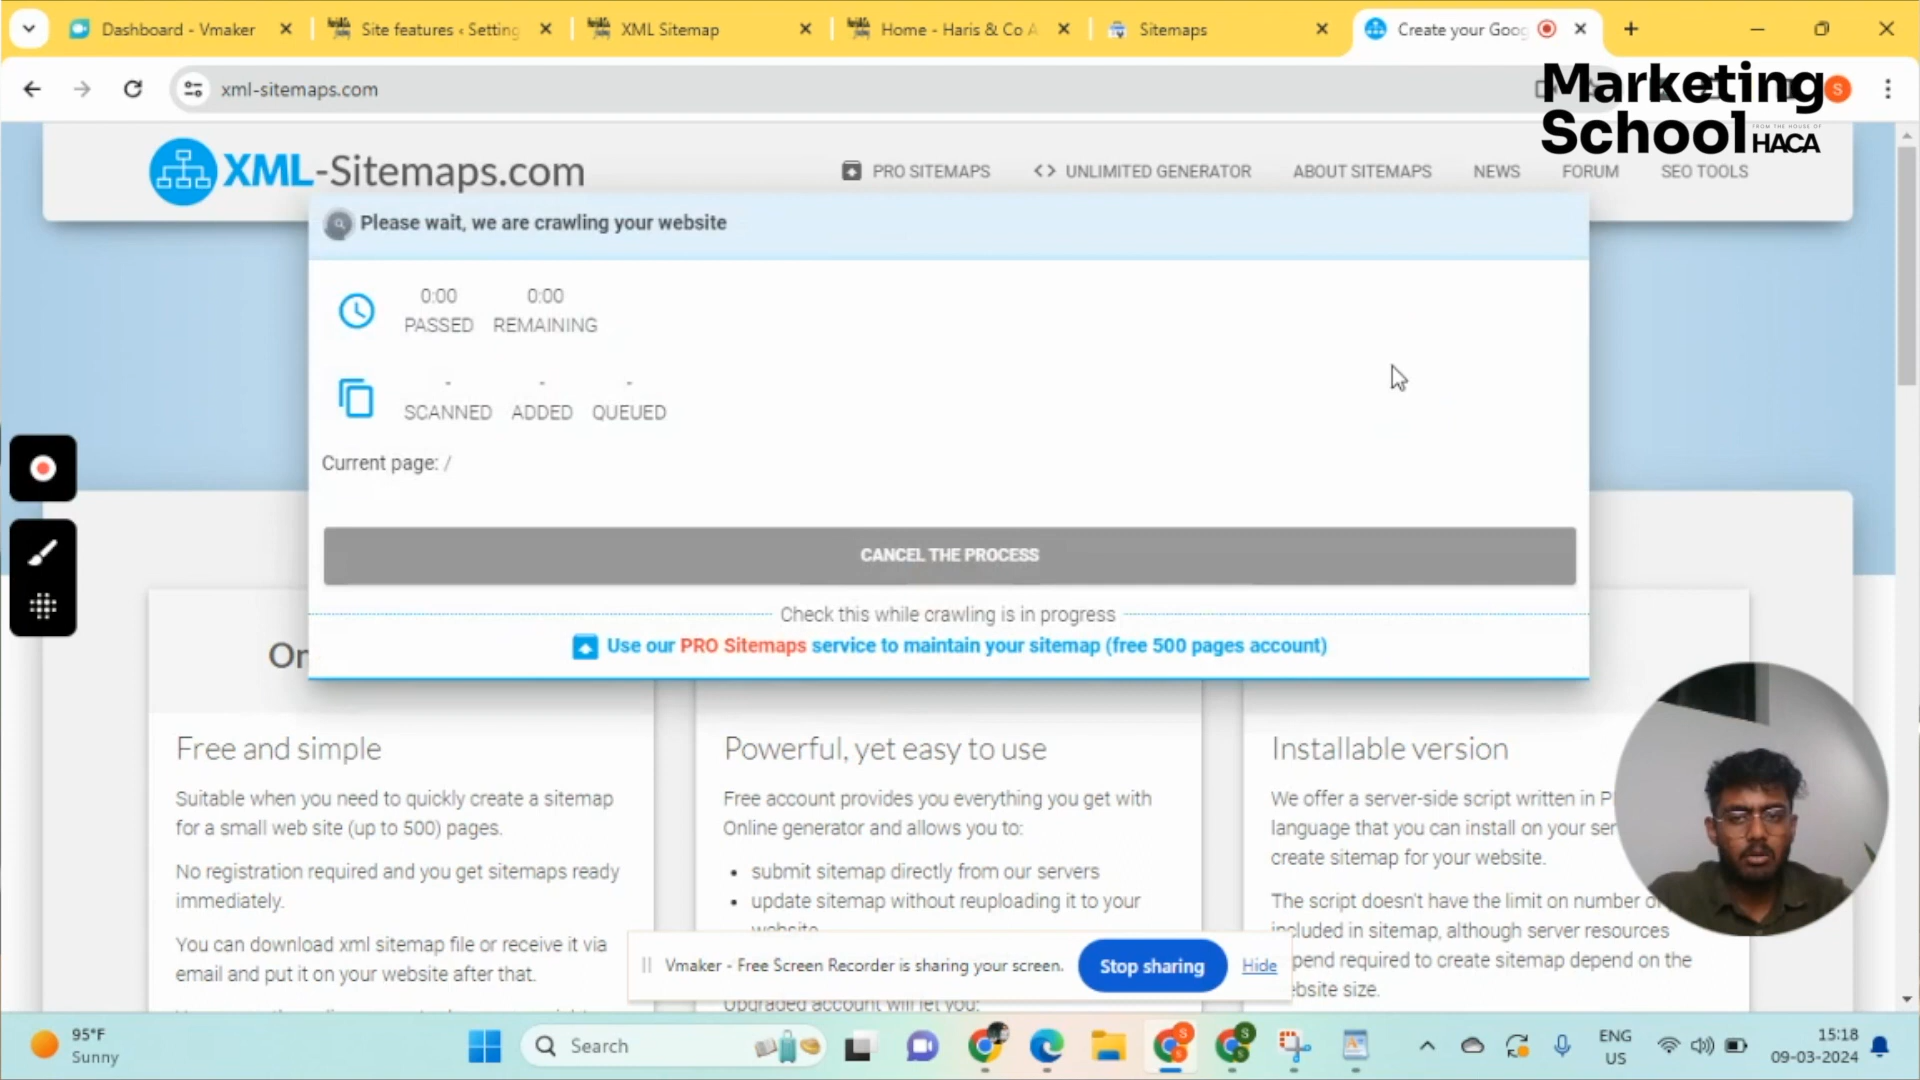 Dashboard - Vmaker
Site features ‹ Setting
XML Sitemap
Home - Haris & Co A
Sitemaps
Create your Goog
xml-sitemaps.com
S
Marketing
School
FROM THE HOUSE OF
HACA
XML-Sitemaps.com
PRO SITEMAPS
UNLIMITED GENERATOR
ABOUT SITEMAPS
NEWS
FORUM
SEO TOOLS
Please wait, we are crawling your website
0:00 0:00
PASSED REMAINING
- - -
SCANNED ADDED QUEUED
Current page: /
CANCEL THE PROCESS
Check this while crawling is in progress
Use our PRO Sitemaps service to maintain your sitemap (free 500 pages account)
Free and simple
Suitable when you need to quickly create a sitemap
for a small web site (up to 500) pages.
No registration required and you get sitemaps ready
immediately.
You can download xml sitemap file or receive it via
email and put it on your website after that.
Powerful, yet easy to use
Free account provides you everything you get with
Online generator and allows you to:
• submit sitemap directly from our servers
• update sitemap without reuploading it to your
website
Upgraded account will let you:
Installable version
We offer a server-side script written in P
language that you can install on your ser
create sitemap for your website.
The script doesn't have the limit on number o
included in sitemap, although server resources
pend required to create sitemap depend on the
ebsite size.
Vmaker - Free Screen Recorder is sharing your screen.
Stop sharing
Hide
95°F
Sunny
Search
ENG
US
15:18
09-03-2024